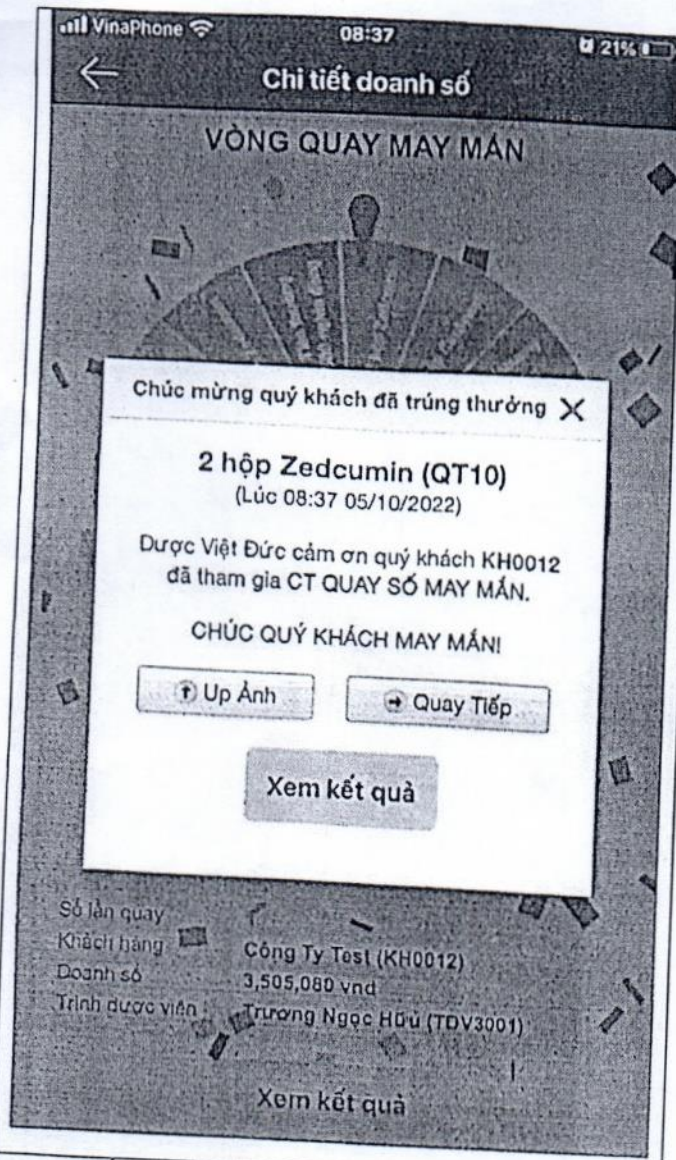 VinaPhone 08:37 21%
Chi tiết doanh số
VÒNG QUAY MAY MẮN
Chúc mừng quý khách đã trúng thưởng X
2 hộp Zedcumin (QT10)
(Lúc 08:37 05/10/2022)
Dược Việt Đức cảm ơn quý khách KH0012
đã tham gia CT QUAY SỐ MAY MẮN.
CHÚC QUÝ KHÁCH MAY MẮN!
Up Ảnh
Quay Tiếp
Xem kết quả
Số lần quay
Khách hàng Công Ty Test (KH0012)
Doanh số 3,505,080 vnd
Trình dược viên Trương Ngọc Hữu (TDV3001)
Xem kết quả